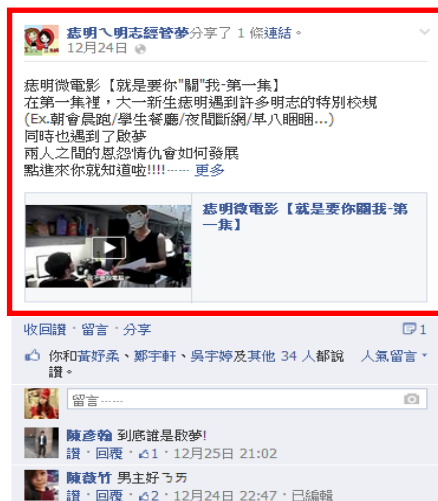 痞明ㄟ明志經管夢分享了 1 條連結。
12月24日
痞明微電影【就是要你"關"我-第一集】
在第一集裡，大一新生痞明遇到許多明志的特別校規
(Ex.朝會晨跑/學生餐廳/夜間斷網/早八睏睏...)
同時也遇到了啟夢
兩人之間的恩怨情仇會如何發展
點進來你就知道啦!!!!…… 更多
痞明微電影【就是要你關我-第
一集】
收回讚 · 留言 · 分享
1
你和黃妤柔、鄭宇軒、吳宇婷及其他 34 人都說
讚。
人氣留言
留言……
陳彥翰 到底誰是啟夢!
讚 · 回覆 · 1 · 12月25日 21:02
陳薇竹 男主好ㄋㄞ
讚 · 回覆 · 2 · 12月24日 22:47 · 已編輯